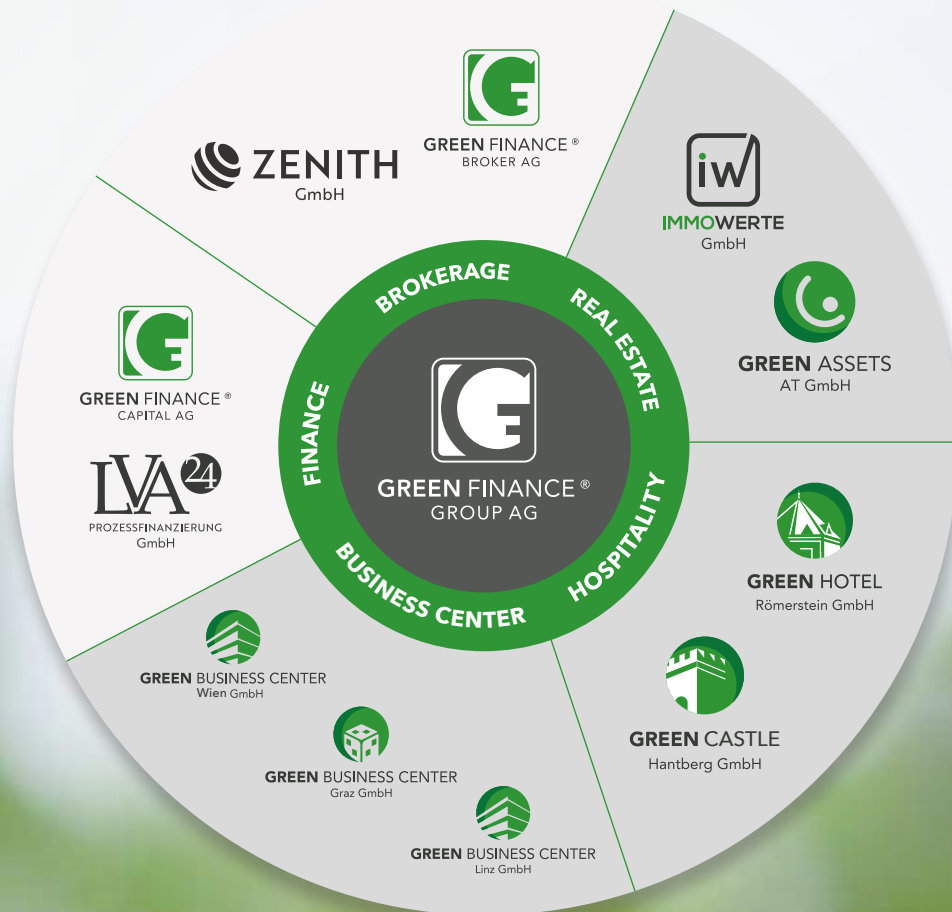 GREEN FINANCE®
BROKER AG
ZENITH
GmbH
iw
IMMOWERTE
GmbH
GREEN ASSETS
AT GmbH
BROKERAGE
REAL ESTATE
FINANCE
HOSPITALITY
BUSINESS CENTER
GREEN FINANCE®
GROUP AG
GREEN FINANCE®
CAPITAL AG
LVA24
PROZESSFINANZIERUNG
GmbH
GREEN HOTEL
Römerstein GmbH
GREEN CASTLE
Hantberg GmbH
GREEN BUSINESS CENTER
Wien GmbH
GREEN BUSINESS CENTER
Graz GmbH
GREEN BUSINESS CENTER
Linz GmbH